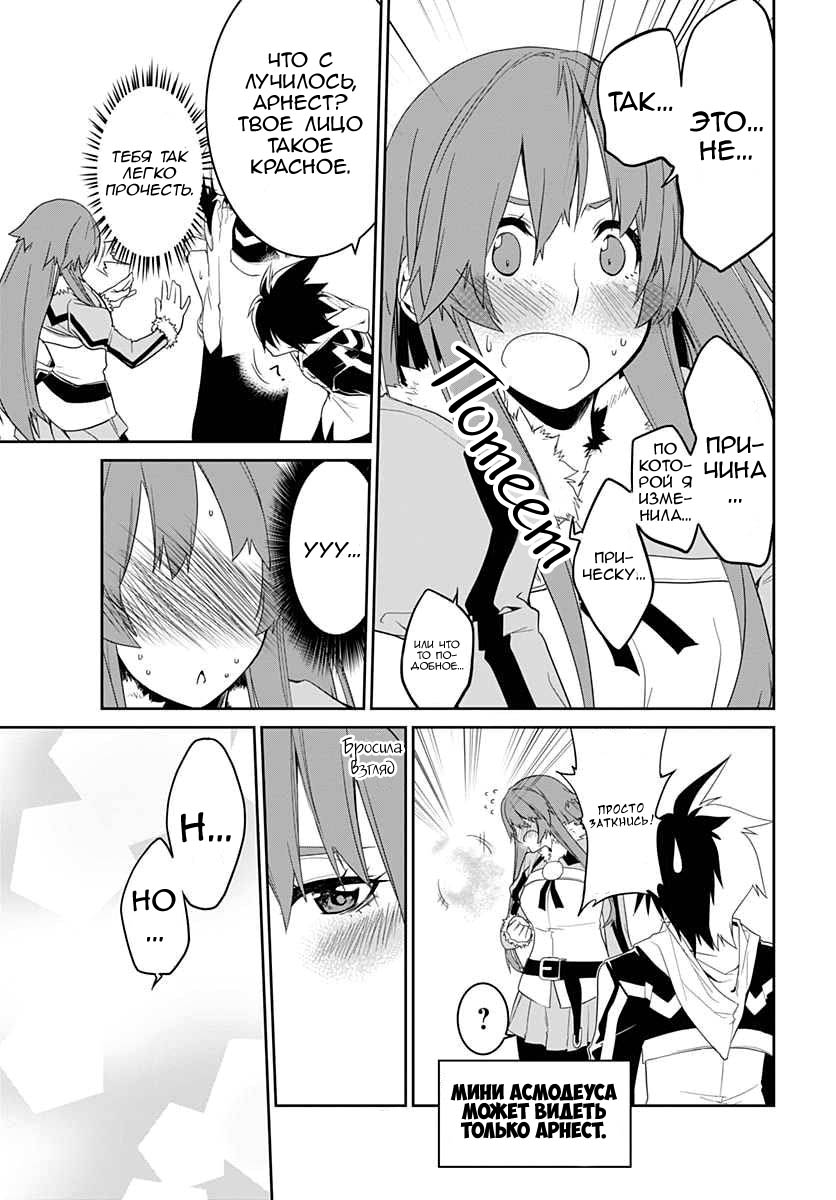 ЭТО...
НЕ...
ТАК...
ПРИ-
ЧИНА
...
ПО
КОТО-
РОЙ Я
ИЗМЕ-
НИЛА...
ПРИ-
ЧЕСКУ...
ИЛИ ЧТО
ТО ПО-
ДОБНОЕ...
Потеет
ЧТО С
ЛУЧИЛОСЬ,
АРНЕСТ?
ТВОЕ ЛИЦО
ТАКОЕ
КРАСНОЕ.
ТЕБЯ ТАК
ЛЕГКО
ПРОЧЕСТЬ.
?
УУУ...
ПРОСТО
ЗАТКНИСЬ!
?
МИНИ АСМОДЕУСА
МОЖЕТ ВИДЕТЬ
ТОЛЬКО АРНЕСТ.
Бросила
взгляд
Н...
НО
...